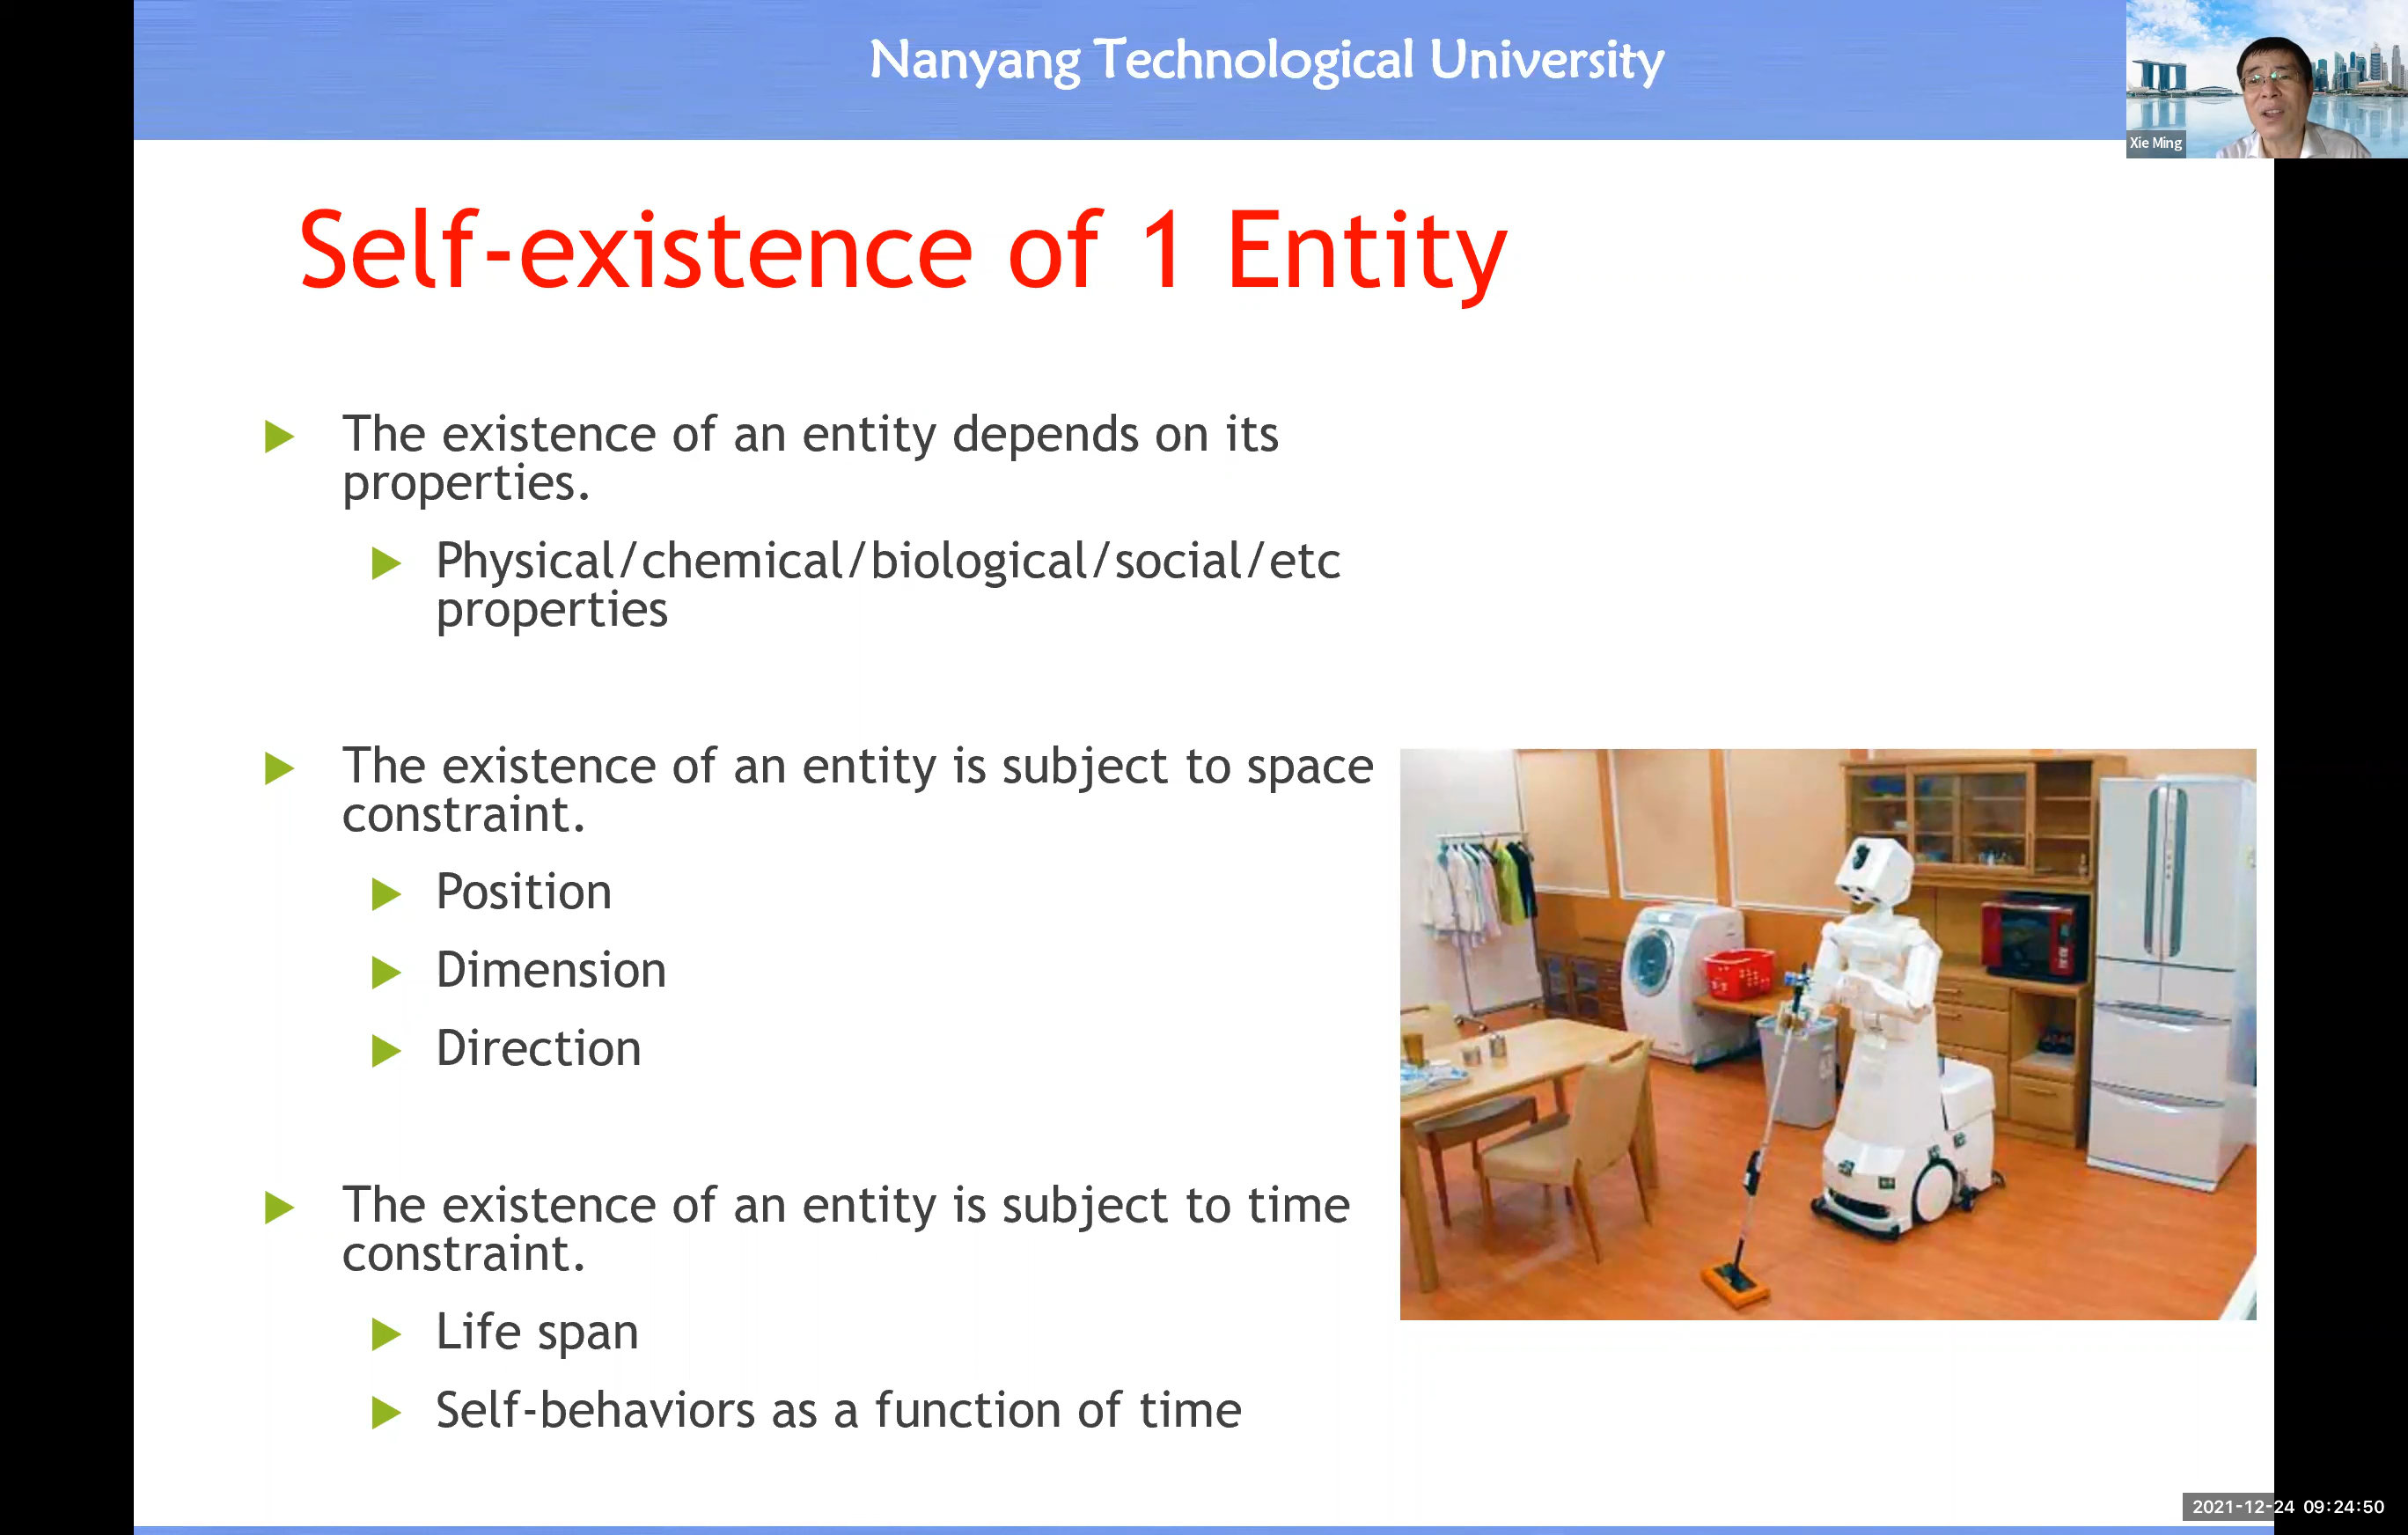 Nanyang Technological University
Xie Ming
Self-existence of 1 Entity
The existence of an entity depends on its
properties.
Physical/chemical/biological/social/etc
properties
The existence of an entity is subject to space
constraint.
Position
Dimension
Direction
The existence of an entity is subject to time
constraint.
Life span
Self-behaviors as a function of time
2021-12-24 09:24:50